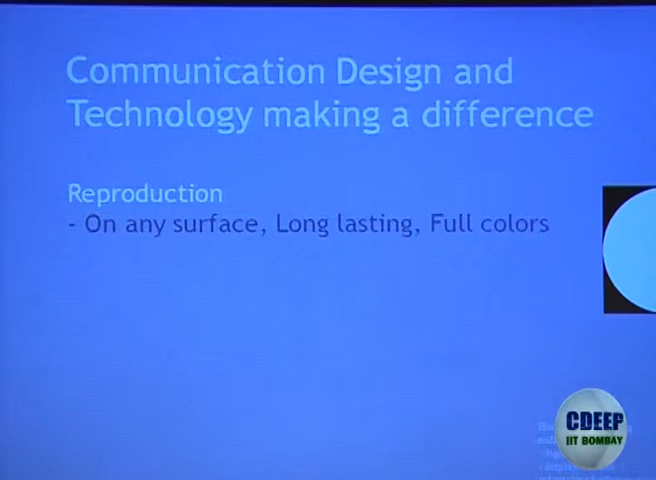 Communication Design and
Technology making a difference
Reproduction
- On any surface, Long lasting, Full colors
CDEEP
IIT BOMBAY